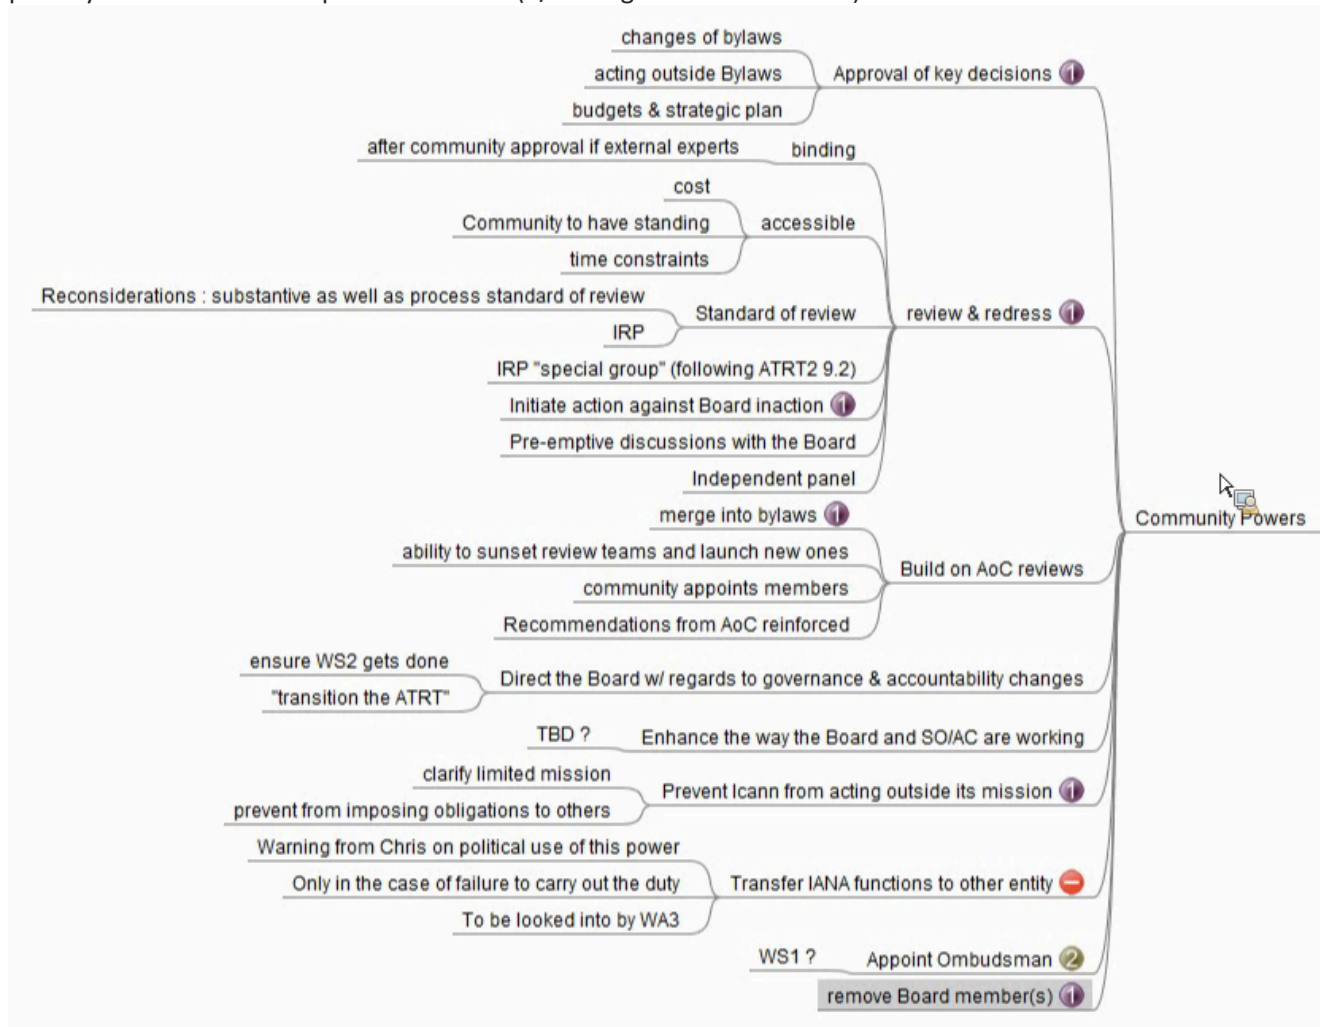 changes of bylaws
acting outside Bylaws
budgets & strategic plan
Approval of key decisions 1
after community approval if external experts
binding
cost
Community to have standing
time constraints
accessible
Reconsiderations : substantive as well as process standard of review
IRP
Standard of review
IRP "special group" (following ATRT2 9.2)
Initiate action against Board inaction 1
Pre-emptive discussions with the Board
Independent panel
review & redress 1
merge into bylaws 1
ability to sunset review teams and launch new ones
community appoints members
Recommendations from AoC reinforced
Build on AoC reviews
ensure WS2 gets done
"transition the ATRT"
Direct the Board w/ regards to governance & accountability changes
TBD ?
Enhance the way the Board and SO/AC are working
clarify limited mission
prevent from imposing obligations to others
Prevent Icann from acting outside its mission 1
Warning from Chris on political use of this power
Only in the case of failure to carry out the duty
To be looked into by WA3
Transfer IANA functions to other entity
WS1 ?
Appoint Ombudsman 2
remove Board member(s) 1
Community Powers